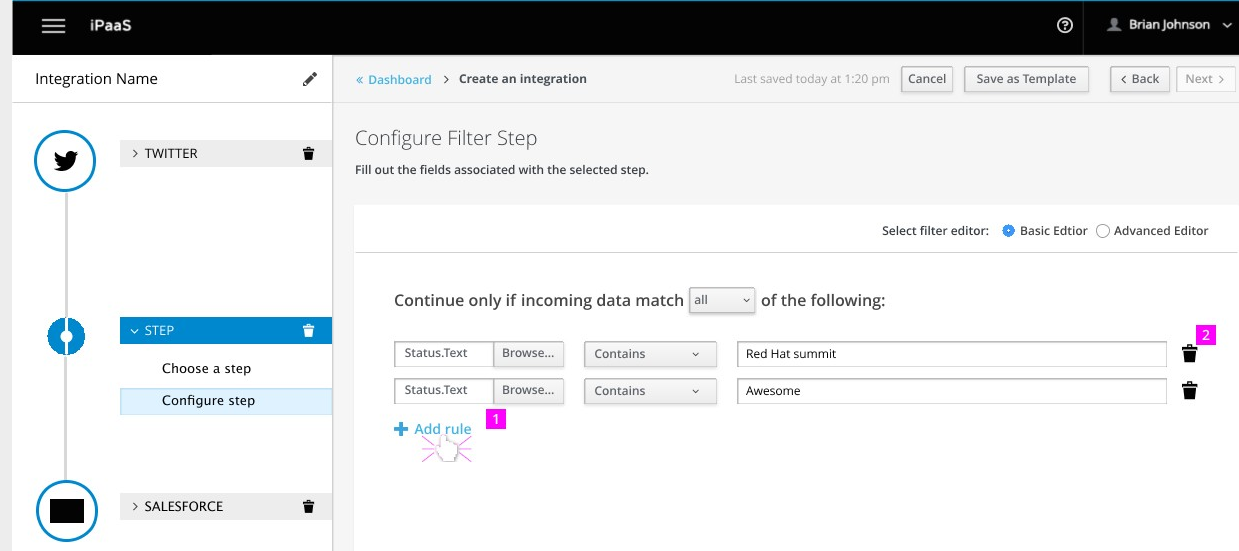 iPaaS
Brian Johnson
Integration Name
« Dashboard > Create an integration
Last saved today at 1:20 pm
Cancel
Save as Template
< Back
Next >
TWITTER
STEP
Choose a step
Configure step
SALESFORCE
Configure Filter Step
Fill out the fields associated with the selected step.
Select filter editor: Basic Edtior Advanced Editor
Continue only if incoming data match all of the following:
2
Status.Text Browse... Contains Red Hat summit
Status.Text Browse... Contains Awesome
1
Add rule